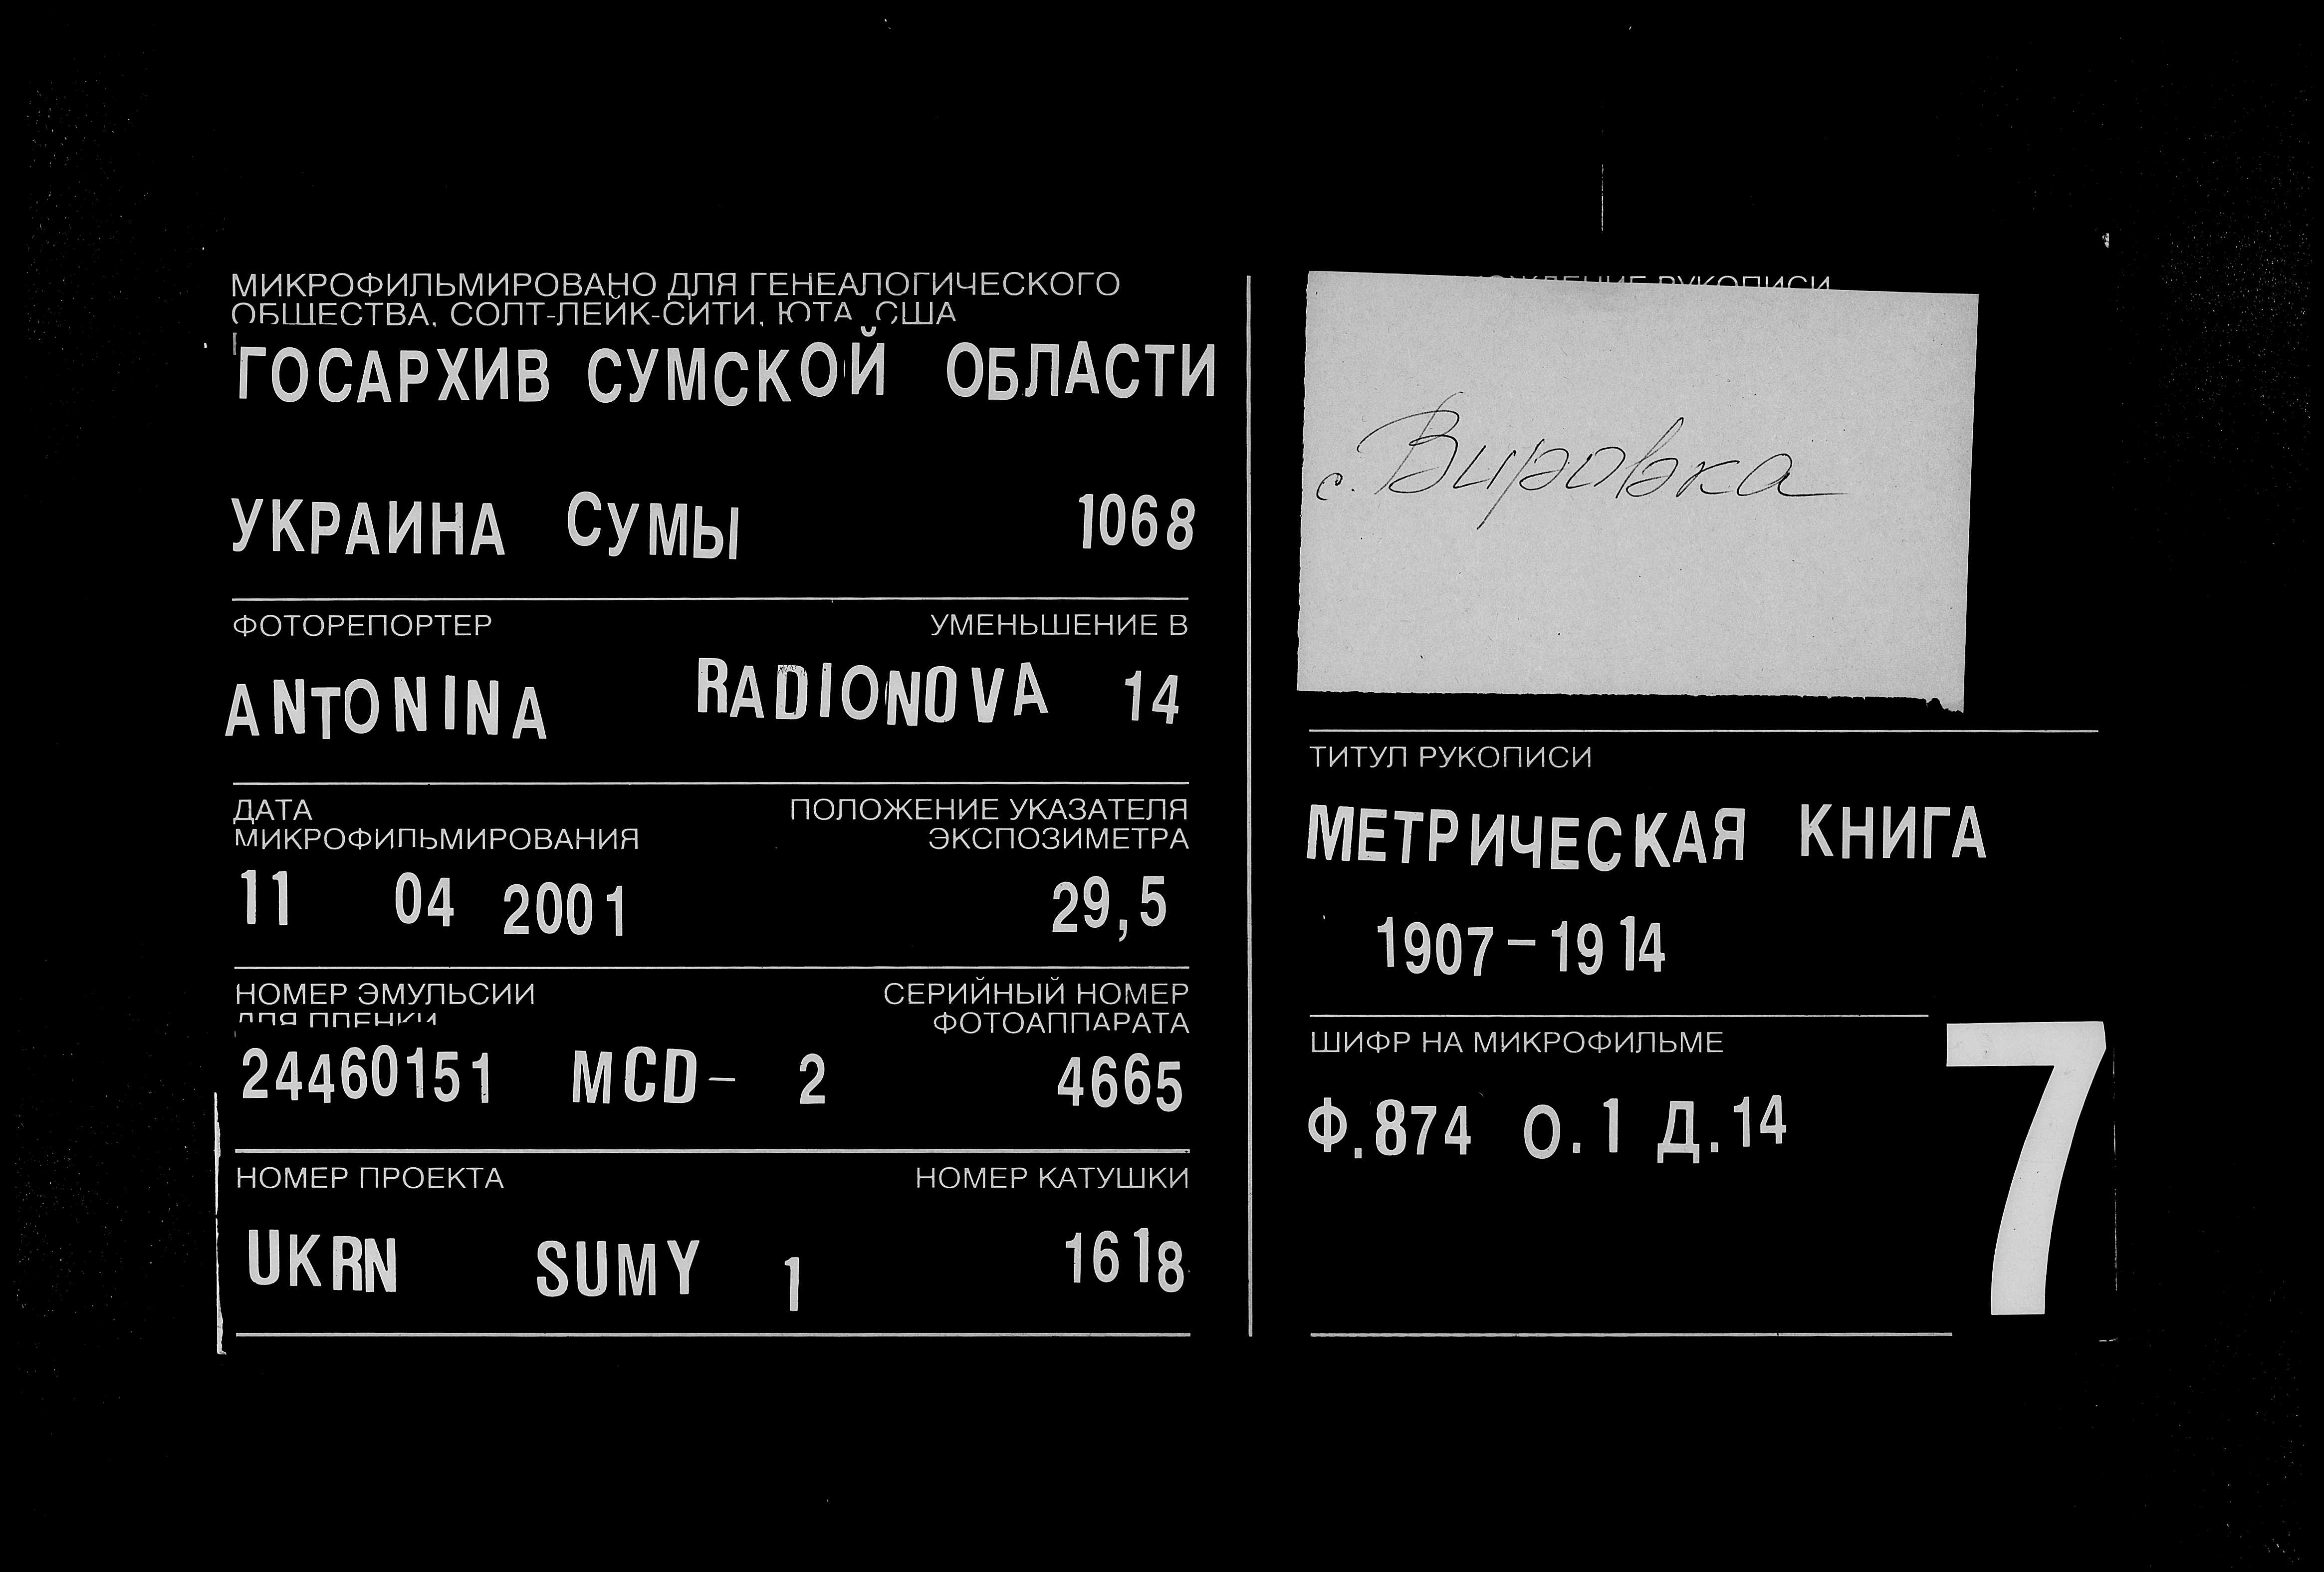 МИКРОФИЛЬМИРОВАНО ДЛЯ ГЕНЕАЛОГИЧЕСКОГО
ОБЩЕСТВА, СОЛТ-ЛЕЙК-СИТИ, ЮТА, США
ГОСАРХИВ СУМСКОЙ ОБЛАСТИ
УКРАИНА СУМЫ 1068
ФОТОРЕПОРТЕР УМЕНЬШЕНИЕ В
ANTONINA RADIONOVA 14
ДАТА ПОЛОЖЕНИЕ УКАЗАТЕЛЯ
МИКРОФИЛЬМИРОВАНИЯ ЭКСПОЗИМЕТРА
11 04 2001 29,5
НОМЕР ЭМУЛЬСИИ СЕРИЙНЫЙ НОМЕР
ДЛЯ ПЛЕНКИ ФОТОАППАРАТА
24460151 MCD- 2 4665
НОМЕР ПРОЕКТА НОМЕР КАТУШКИ
UKRN SUMY 1 1618
РУКОПИСИ
с. Вировка
ТИТУЛ РУКОПИСИ
МЕТРИЧЕСКАЯ КНИГА
1907-1914
ШИФР НА МИКРОФИЛЬМЕ
Ф.874 О.1 Д.14
7